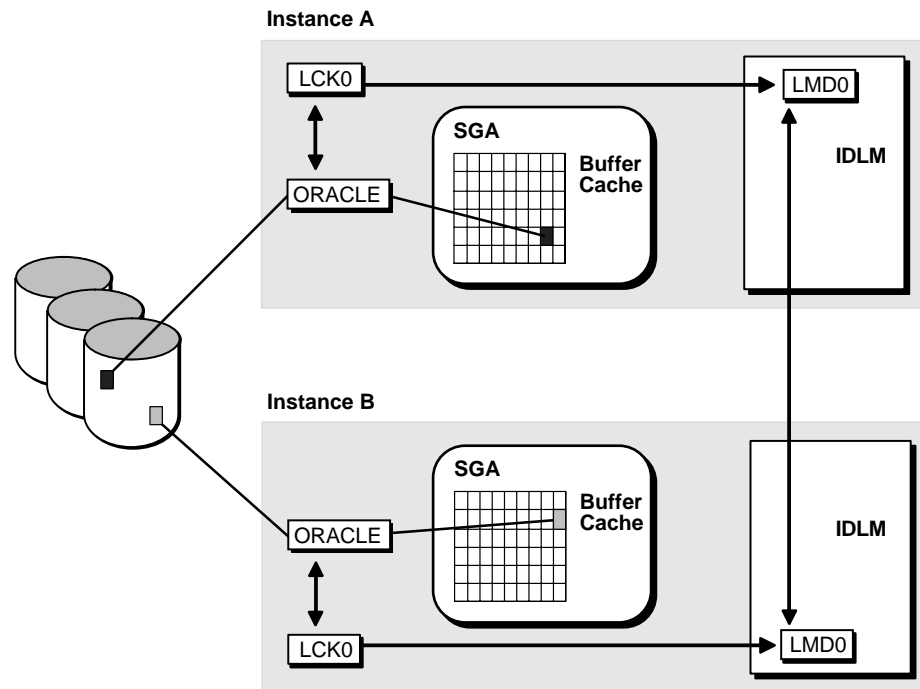 Instance A
LCK0
LMD0
SGA
IDLM
Buffer
Cache
ORACLE
Instance B
SGA
Buffer
Cache
IDLM
ORACLE
LCK0
LMD0